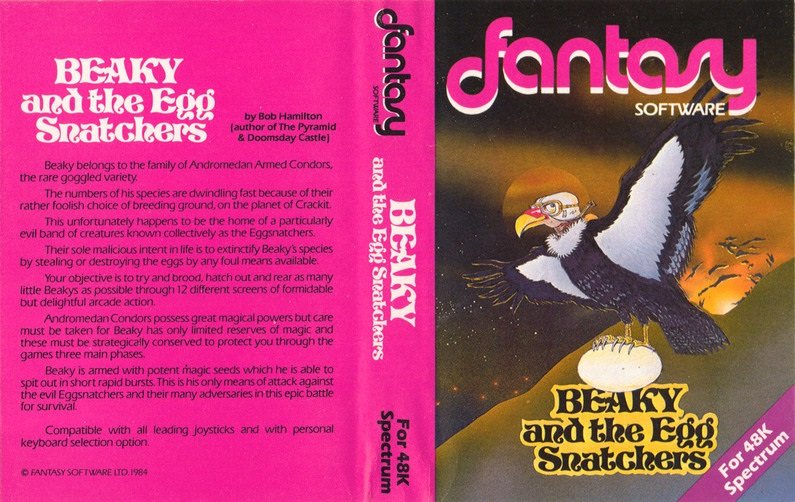 BEAKY
and the Egg
Snatchers
by Bob Hamilton
(author of The Pyramid
& Doomsday Castle)
Beaky belongs to the family of Andromedan Armed Condors,
the rare goggled variety.
The numbers of his species are dwindling fast because of their
rather foolish choice of breeding ground, on the planet of Crackit.
This unfortunately happens to be the home of a particularly
evil band of creatures known collectively as the Eggsnatchers.
Their sole malicious intent in life is to extinctify Beaky's species
by stealing or destroying the eggs by any foul means available.
Your objective is to try and brood, hatch out and rear as many
little Beakys as possible through 12 different screens of formidable
but delightful arcade action.
Andromedan Condors possess great magical powers but care
must be taken for Beaky has only limited reserves of magic and
these must be strategically conserved to protect you through the
games three main phases.
Beaky is armed with potent magic seeds which he is able to
spit out in short rapid bursts. This is his only means of attack against
the evil Eggsnatchers and their many adversaries in this epic battle
for survival.
Compatible with all leading joysticks and with personal
keyboard selection option.
© FANTASY SOFTWARE LTD. 1984
fantasy
SOFTWARE
BEAKY
and the Egg Snatchers
For 48K
Spectrum
fantasy
SOFTWARE
BEAKY
and the Egg
Snatchers
For 48K
Spectrum